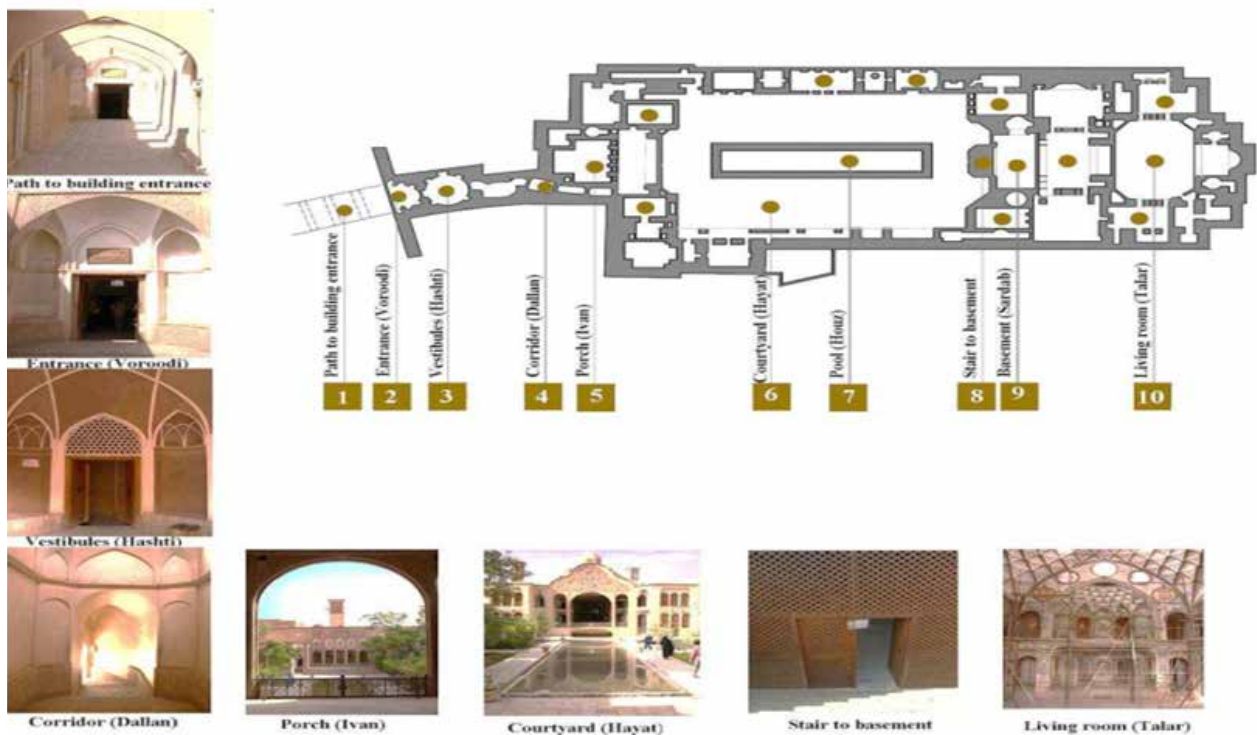 Path to building entrance
Entrance (Voroodi)
Vestibules (Hashti)
Corridor (Dallan)
Path to building entrance
Entrance (Voroodi)
Vestibules (Hashti)
Corridor (Dallan)
Porch (Ivan)
Courtyard (Hayat)
Pool (Houz)
Stair to basement
Basement (Sardab)
Living room (Talar)
1
2
3
4
5
6
7
8
9
10
Porch (Ivan)
Courtyard (Hayat)
Stair to basement
Living room (Talar)